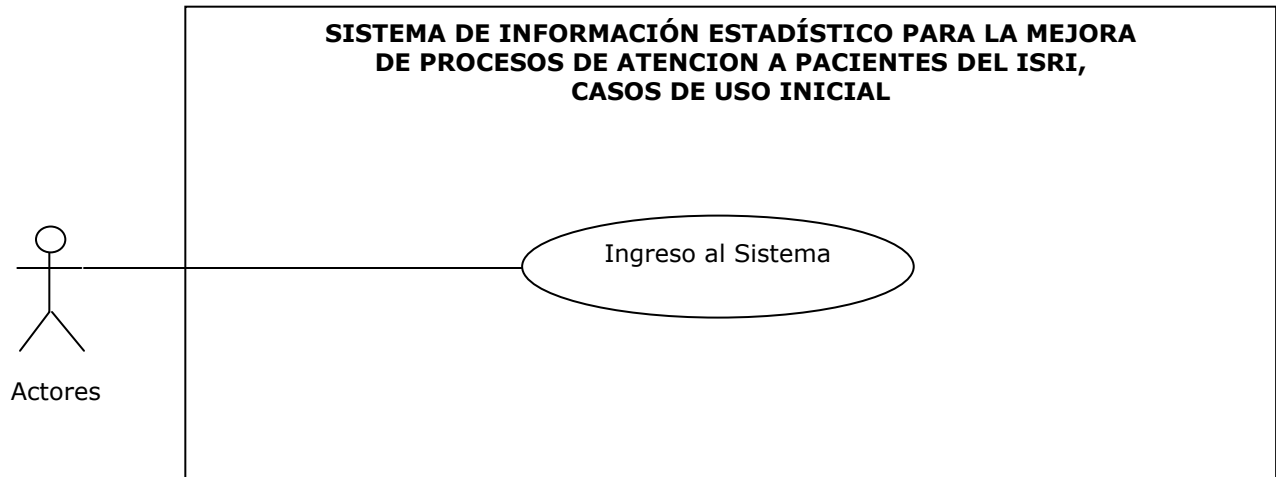 SISTEMA DE INFORMACIÓN ESTADÍSTICO PARA LA MEJORA
DE PROCESOS DE ATENCION A PACIENTES DEL ISRI,
CASOS DE USO INICIAL
Ingreso al Sistema
Actores